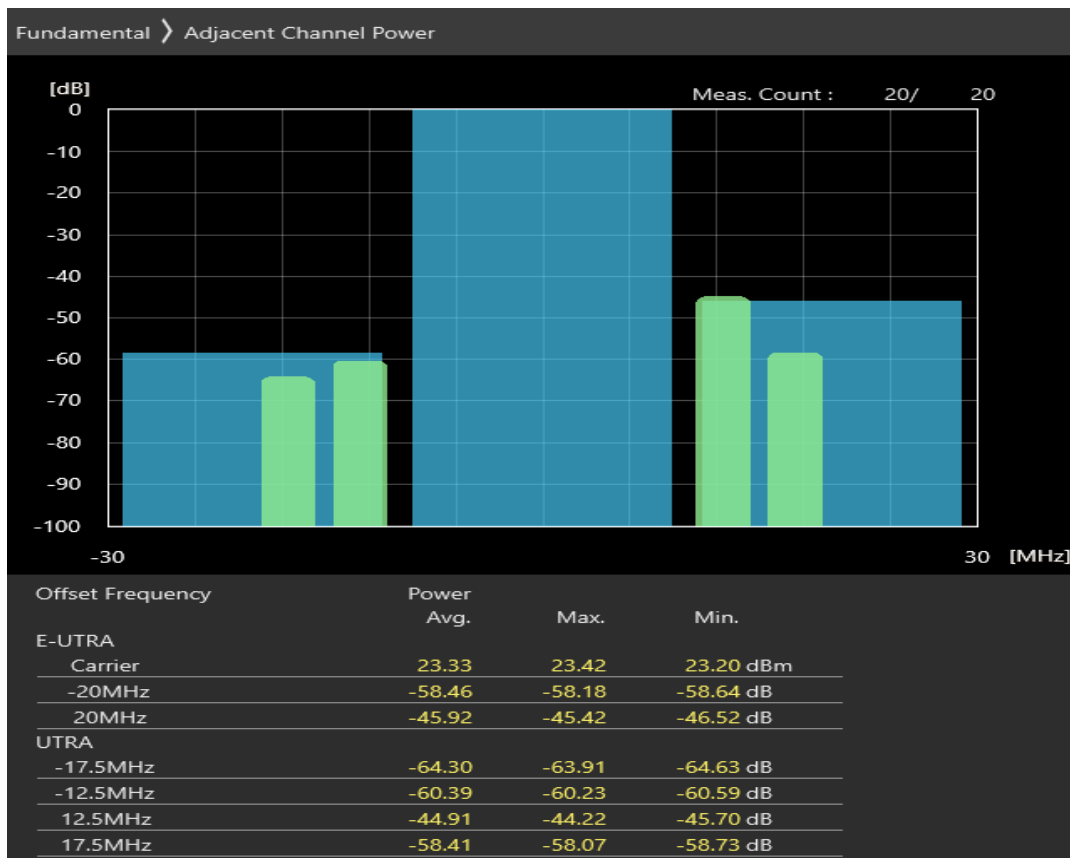 Fundamental 〉 Adjacent Channel Power
[dB]
Meas. Count : 20/ 20
0
-10
-20
-30
-40
-50
-60
-70
-80
-90
-100
-30 30 [MHz]
Offset Frequency Power
Avg. Max. Min.
E-UTRA
Carrier 23.33 23.42 23.20 dBm
-20MHz -58.46 -58.18 -58.64 dB
20MHz -45.92 -45.42 -46.52 dB
UTRA
-17.5MHz -64.30 -63.91 -64.63 dB
-12.5MHz -60.39 -60.23 -60.59 dB
12.5MHz -44.91 -44.22 -45.70 dB
17.5MHz -58.41 -58.07 -58.73 dB